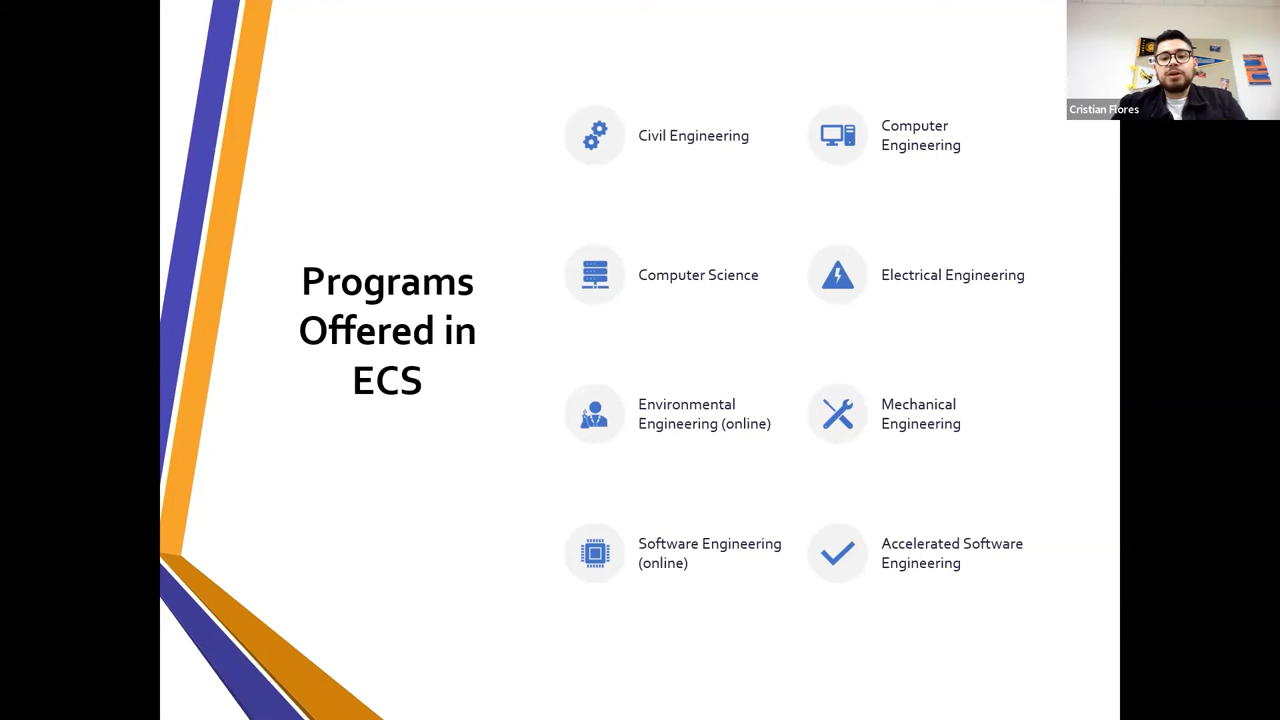 Cristian Flores
Programs
Offered in
ECS
Civil Engineering
Computer
Engineering
Computer Science
Electrical Engineering
Environmental
Engineering (online)
Mechanical
Engineering
Software Engineering
(online)
Accelerated Software
Engineering